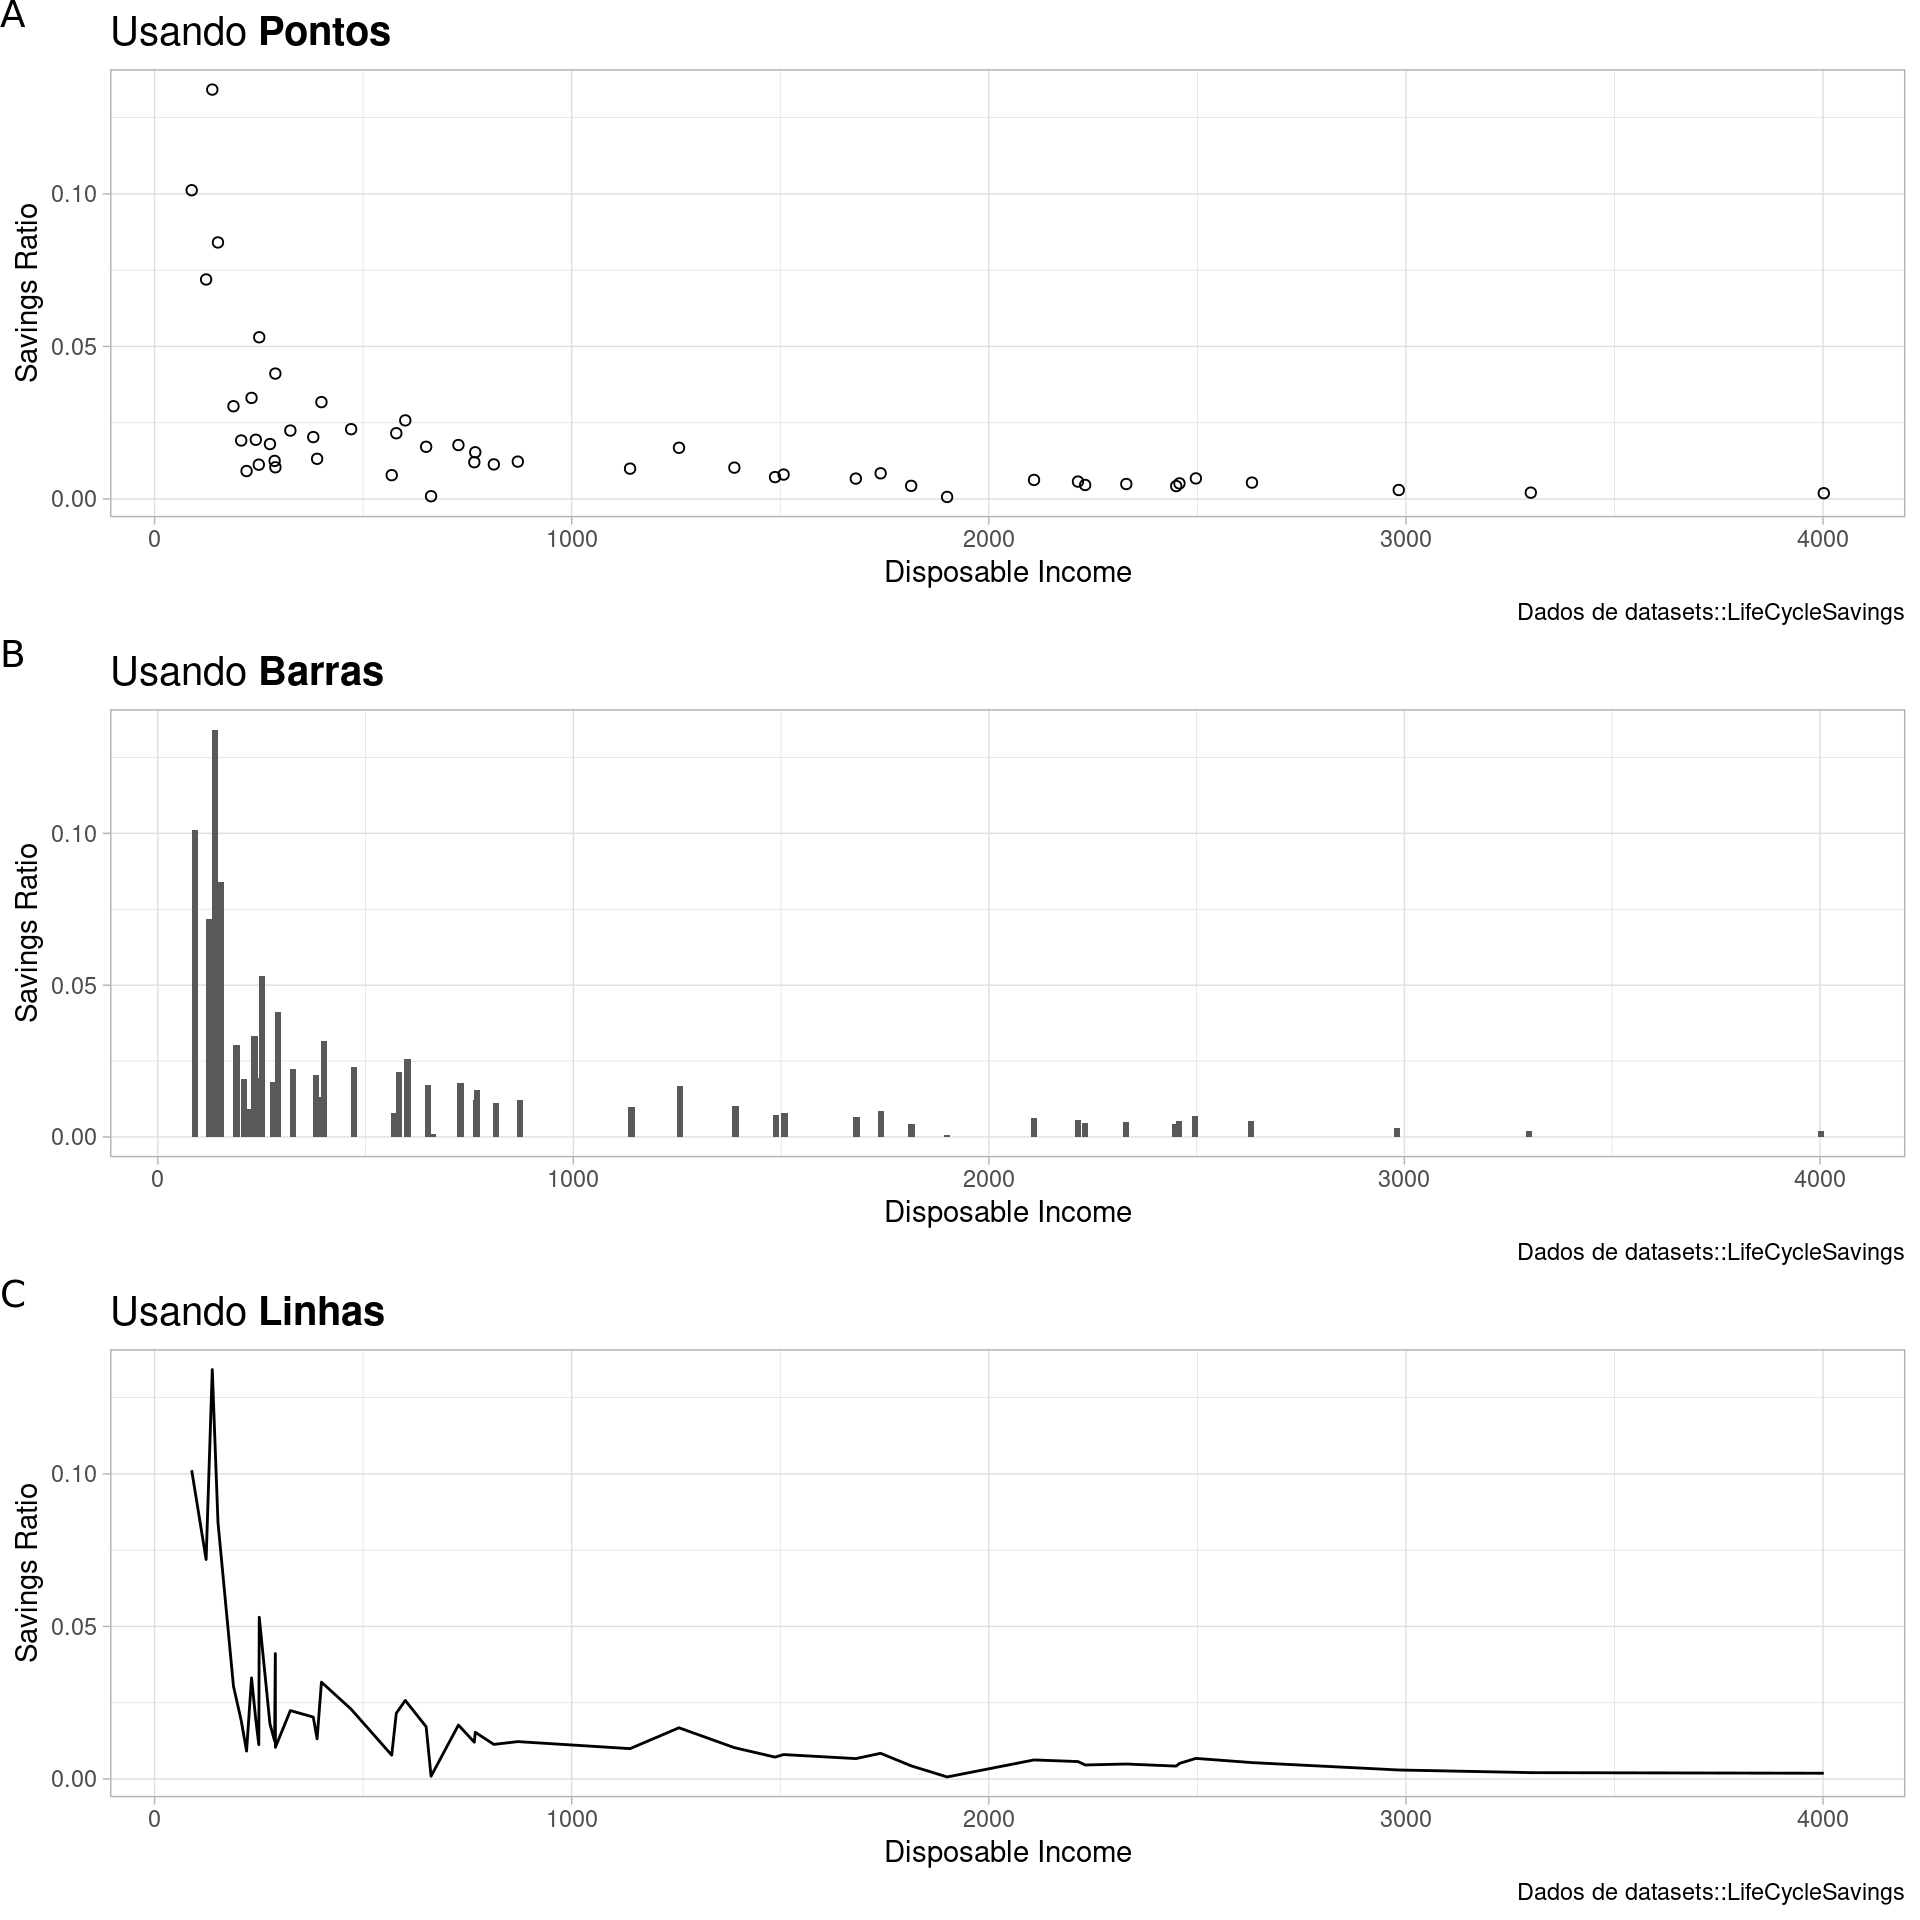 A
Usando Pontos
Savings Ratio
0.10
0.05
0.00
0 1000 2000 3000 4000
Disposable Income
Dados de datasets::LifeCycleSavings
B
Usando Barras
Savings Ratio
0.10
0.05
0.00
0 1000 2000 3000 4000
Disposable Income
Dados de datasets::LifeCycleSavings
C
Usando Linhas
Savings Ratio
0.10
0.05
0.00
0 1000 2000 3000 4000
Disposable Income
Dados de datasets::LifeCycleSavings